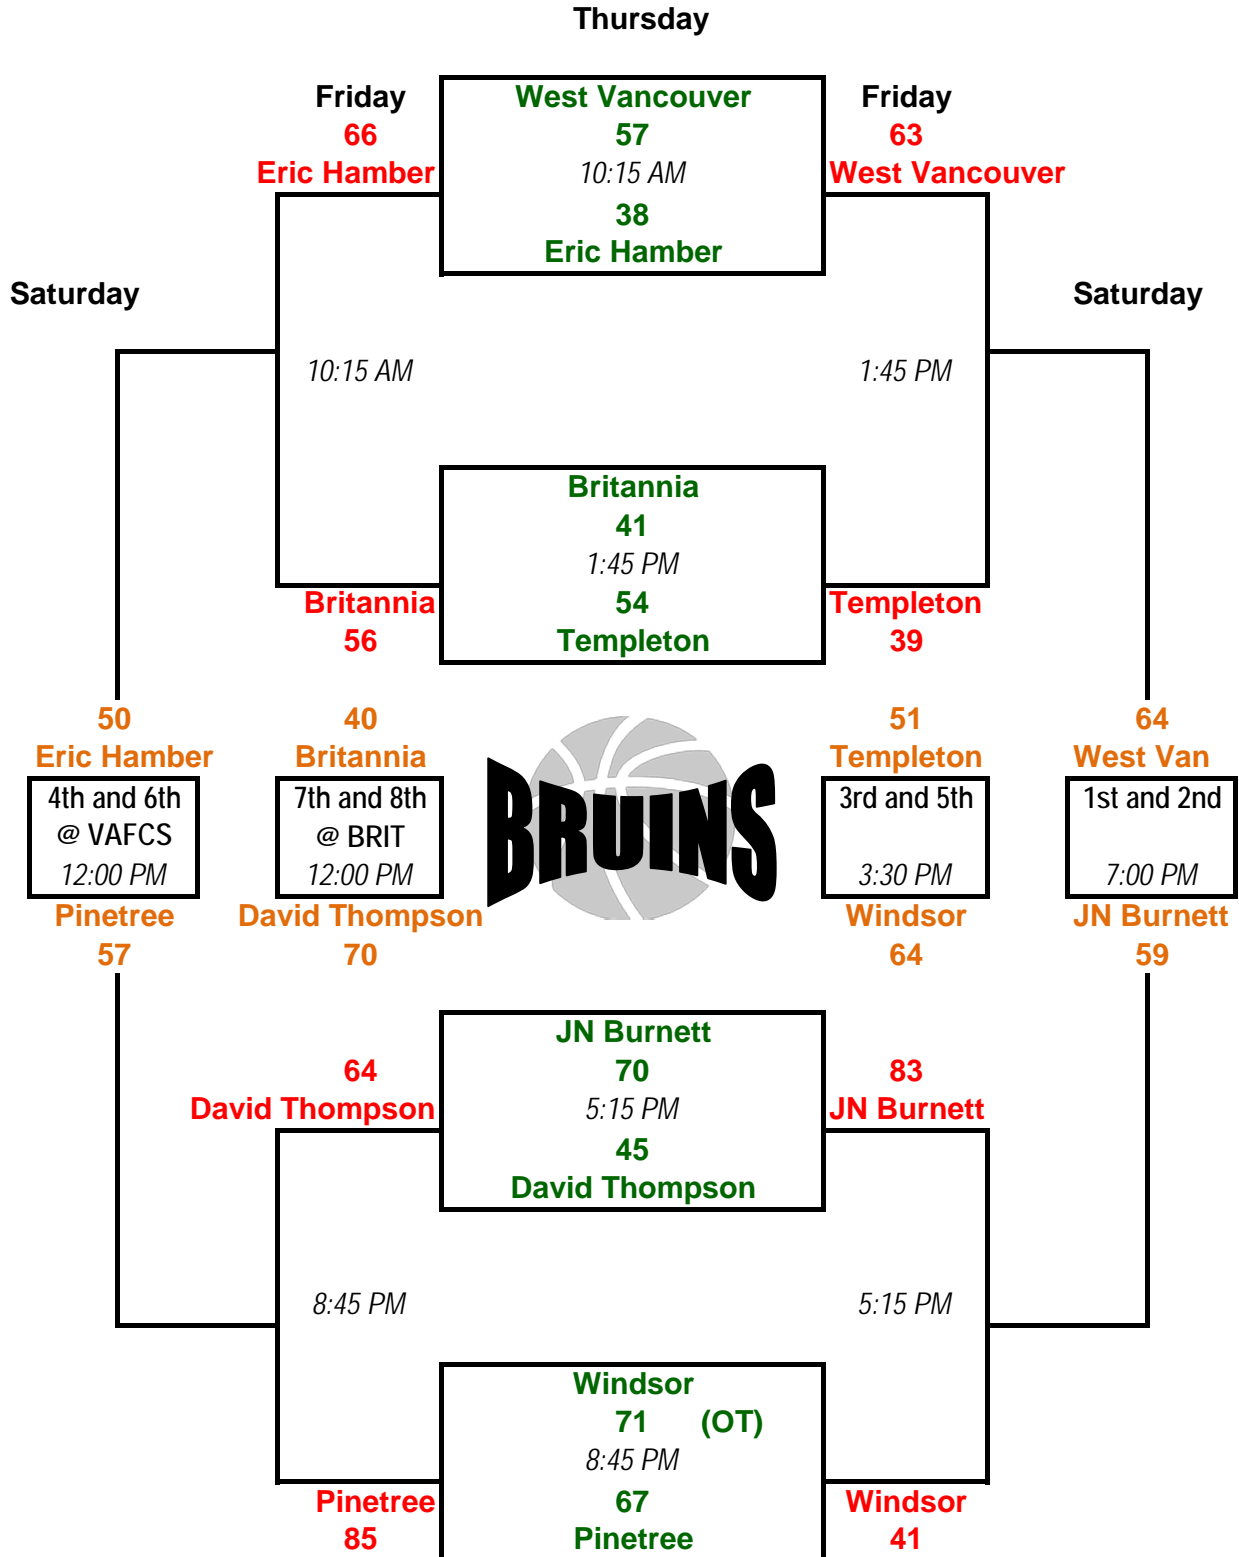 Thursday
Friday West Vancouver Friday
66 57 63
Eric Hamber 10:15 AM West Vancouver
38
Eric Hamber
Saturday Saturday
10:15 AM 1:45 PM
Britannia
41
1:45 PM
Britannia 54 Templeton
56 Templeton 39
50 40 51 64
Eric Hamber Britannia Templeton West Van
4th and 6th 7th and 8th BRUINS 3rd and 5th 1st and 2nd
@ VAFCS @ BRIT
12:00 PM 12:00 PM 3:30 PM 7:00 PM
Pinetree David Thompson Windsor JN Burnett
57 70 64 59
JN Burnett
64 70 83
David Thompson 5:15 PM JN Burnett
45
David Thompson
8:45 PM 5:15 PM
Windsor
71 (OT)
8:45 PM
Pinetree 67 Windsor
85 Pinetree 41